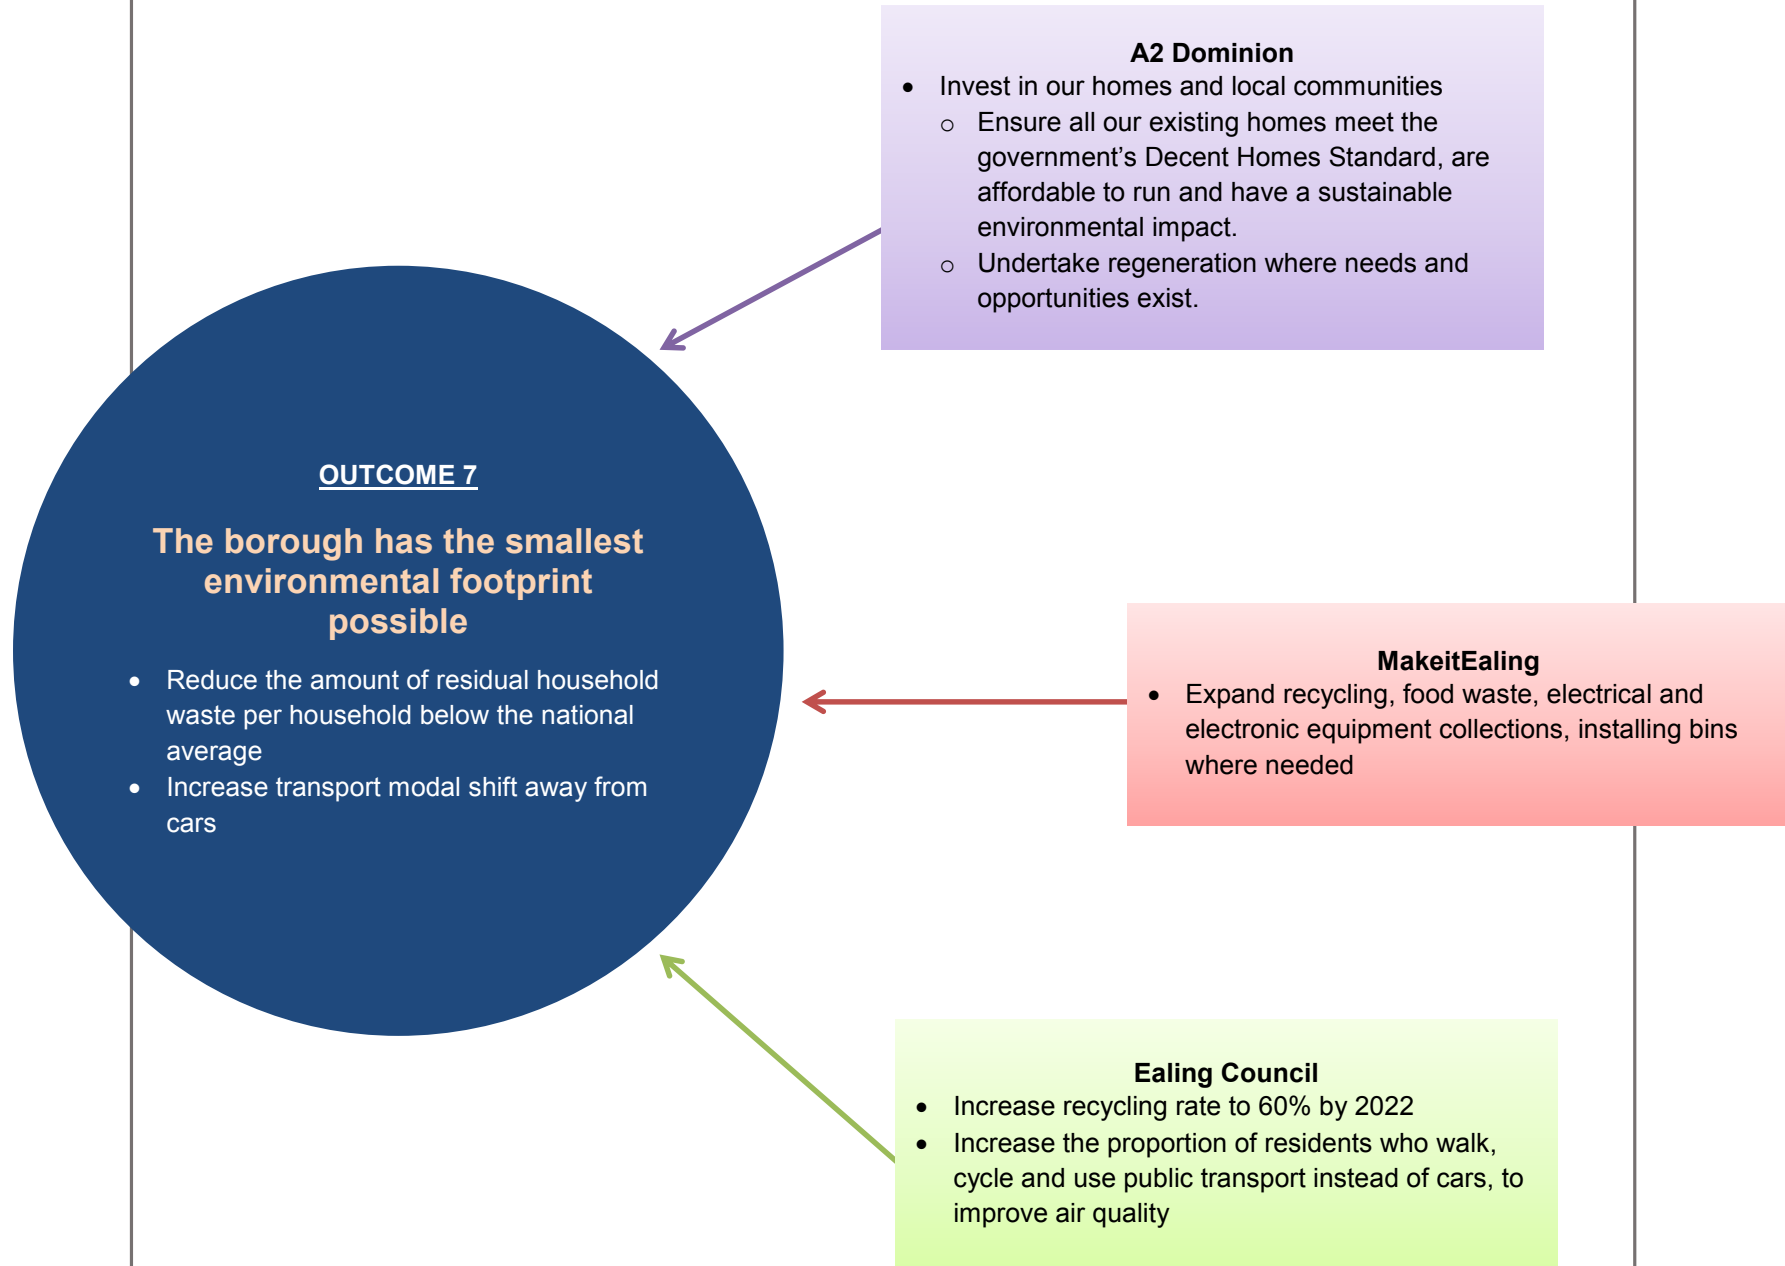 A2 Dominion
• Invest in our homes and local communities
o Ensure all our existing homes meet the
government’s Decent Homes Standard, are
affordable to run and have a sustainable
environmental impact.
o Undertake regeneration where needs and
opportunities exist.
OUTCOME 7
The borough has the smallest
environmental footprint
possible
• Reduce the amount of residual household
waste per household below the national
average
• Increase transport modal shift away from
cars
MakeitEaling
• Expand recycling, food waste, electrical and
electronic equipment collections, installing bins
where needed
Ealing Council
• Increase recycling rate to 60% by 2022
• Increase the proportion of residents who walk,
cycle and use public transport instead of cars, to
improve air quality